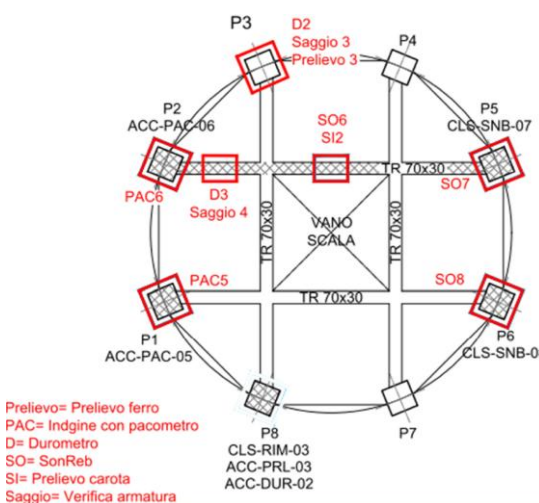 P3
D2
Saggio 3
Prelievo 3
P4
P2
ACC-PAC-06
SO6
SI2
P5
CLS-SNB-07
TR 70x30
PAC6
D3
Saggio 4
SO7
TR 70x30
VANO
SCALA
TR 70x30
PAC5
SO8
TR 70x30
P1
ACC-PAC-05
P6
CLS-SNB-0
P8
CLS-RIM-03
ACC-PRL-03
ACC-DUR-02
P7
Prelievo= Prelievo ferro
PAC= Indgine con pacometro
D= Durometro
SO= SonReb
SI= Prelievo carota
Saggio= Verifica armatura